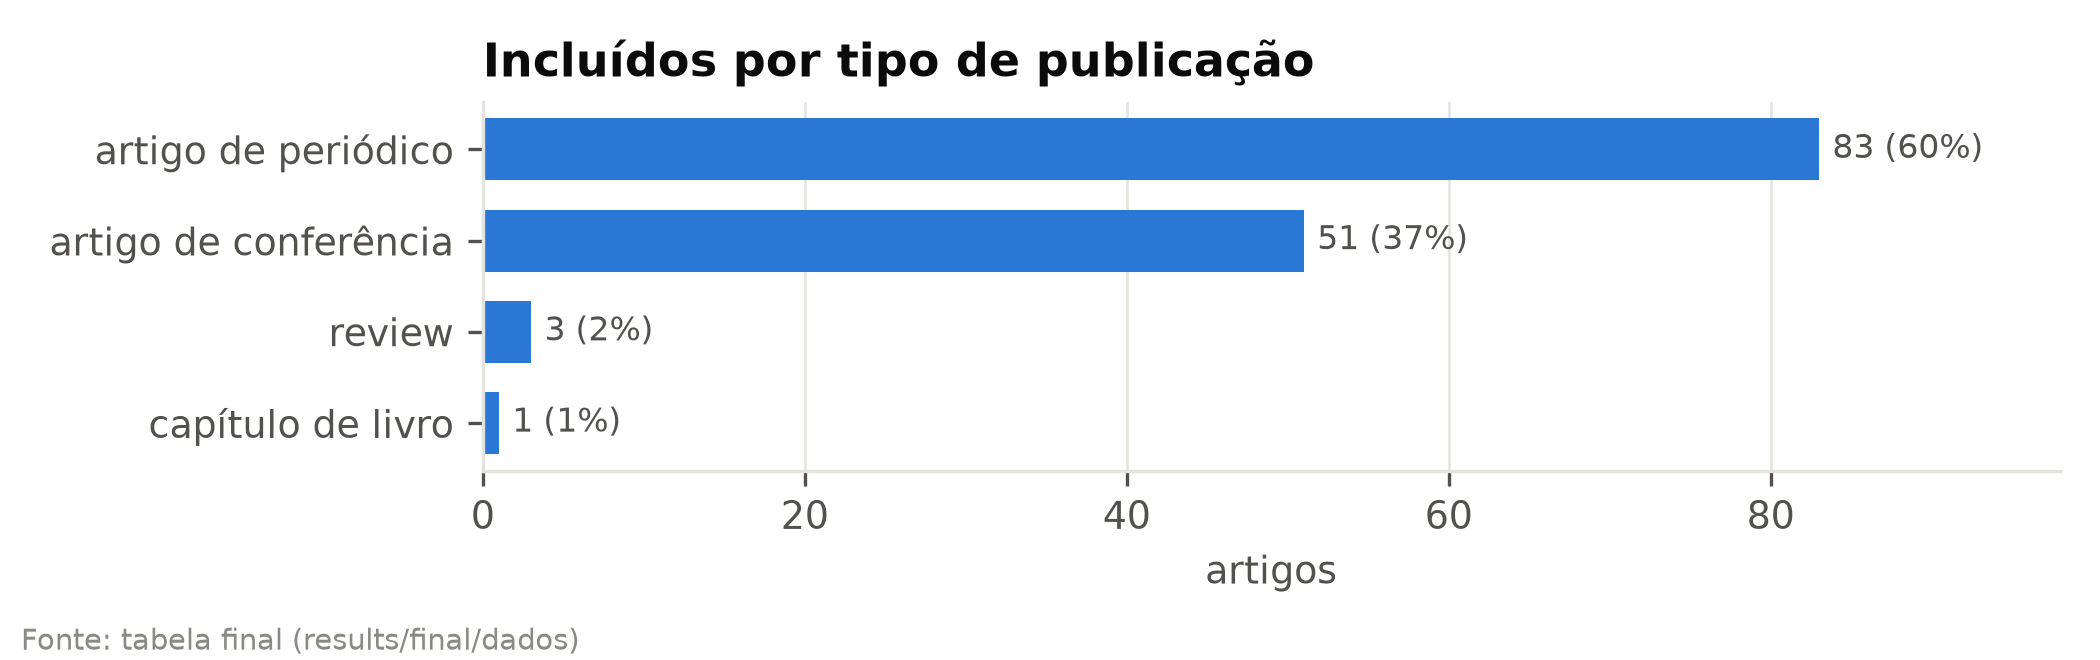 Incluídos por tipo de publicação
artigo de periódico
83 (60%)
artigo de conferência
51 (37%)
review
3 (2%)
capítulo de livro
1 (1%)
0 20 40 60 80
artigos
Fonte: tabela final (results/final/dados)